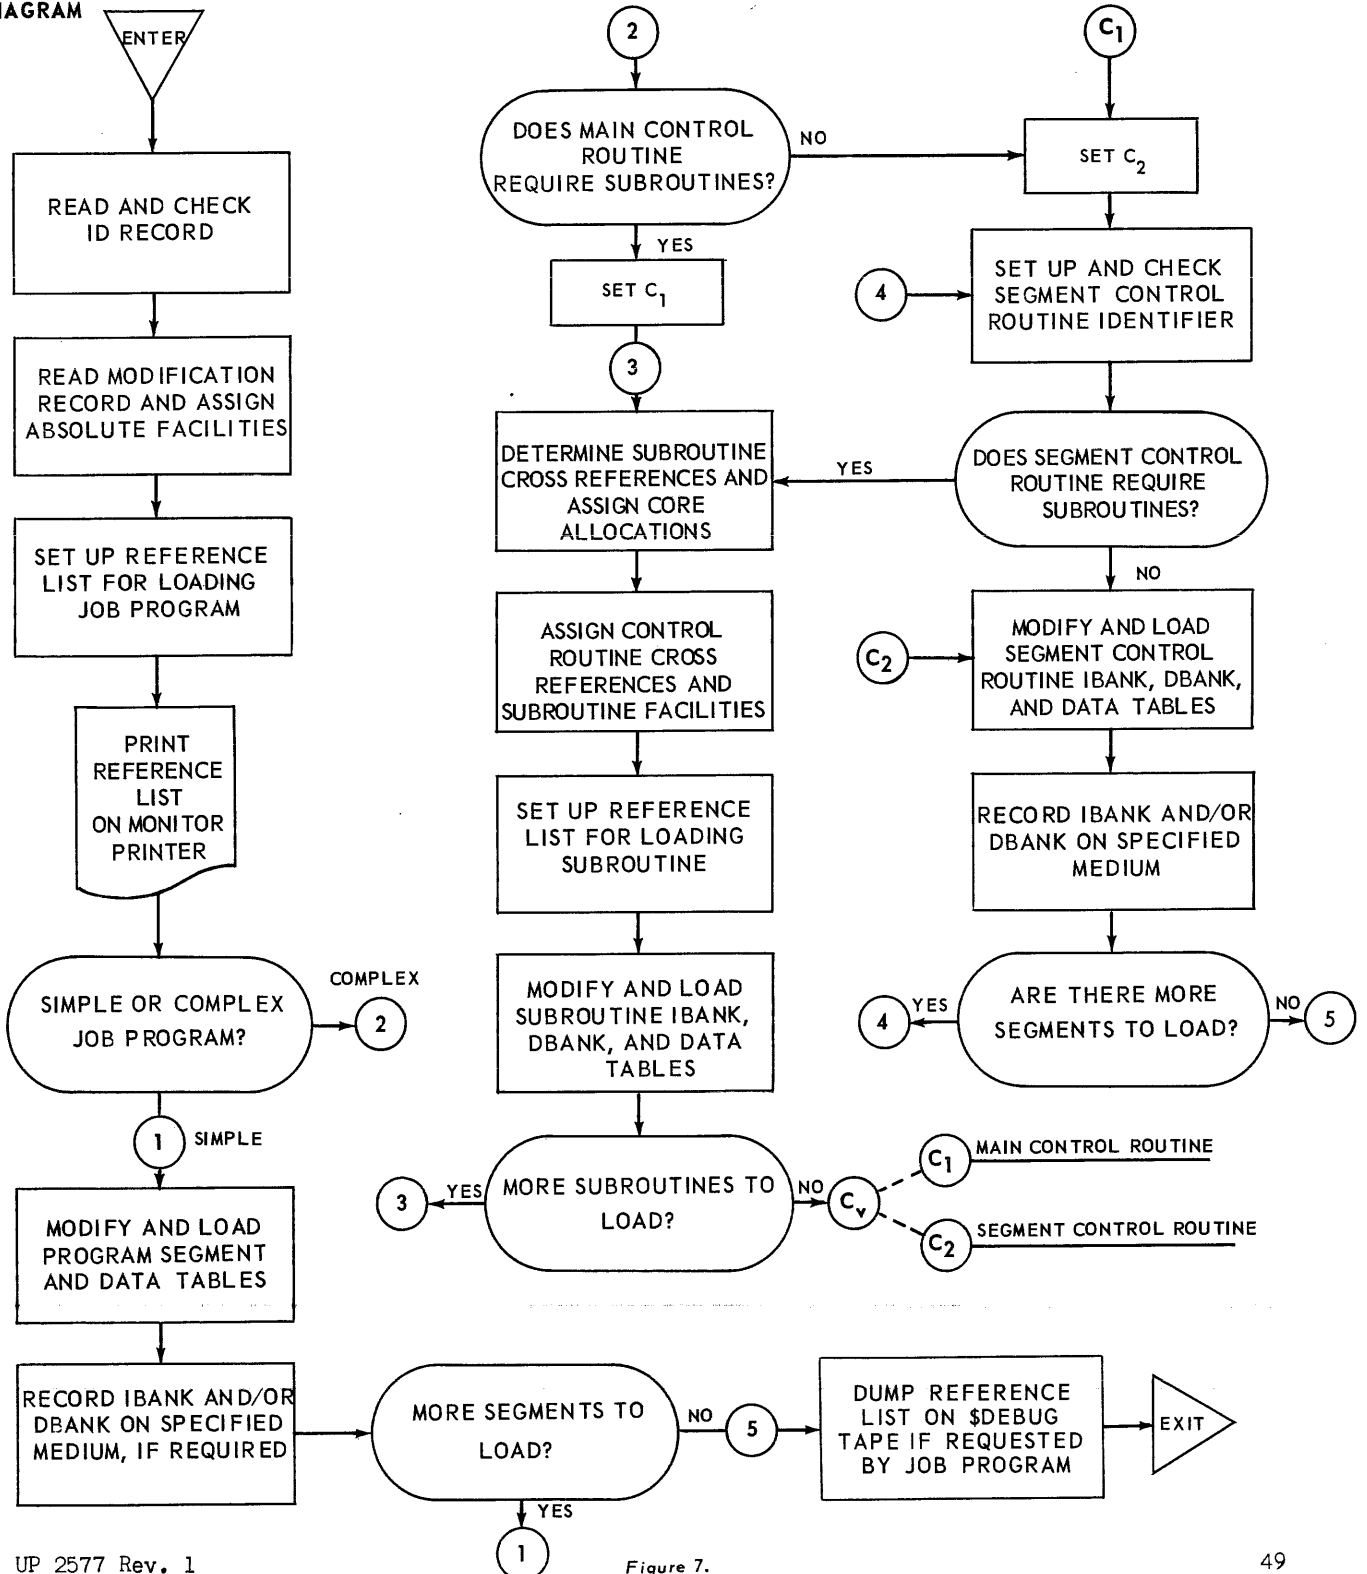 IAGRAM
ENTER
READ AND CHECK
ID RECORD
READ MODIFICATION
RECORD AND ASSIGN
ABSOLUTE FACILITIES
SET UP REFERENCE
LIST FOR LOADING
JOB PROGRAM
PRINT
REFERENCE
LIST
ON MONITOR
PRINTER
SIMPLE OR COMPLEX
JOB PROGRAM?
COMPLEX
2
1
SIMPLE
MODIFY AND LOAD
PROGRAM SEGMENT
AND DATA TABLES
RECORD IBANK AND/OR
DBANK ON SPECIFIED
MEDIUM, IF REQUIRED
2
DOES MAIN CONTROL
ROUTINE
REQUIRE SUBROUTINES?
NO
YES
SET C1
3
DETERMINE SUBROUTINE
CROSS REFERENCES AND
ASSIGN CORE
ALLOCATIONS
ASSIGN CONTROL
ROUTINE CROSS
REFERENCES AND
SUBROUTINE FACILITIES
SET UP REFERENCE
LIST FOR LOADING
SUBROUTINE
MODIFY AND LOAD
SUBROUTINE IBANK,
DBANK, AND DATA
TABLES
MORE SUBROUTINES TO
LOAD?
YES
3
NO
Cv
C1
MAIN CONTROL ROUTINE
C2
SEGMENT CONTROL ROUTINE
C1
SET C2
4
SET UP AND CHECK
SEGMENT CONTROL
ROUTINE IDENTIFIER
DOES SEGMENT CONTROL
ROUTINE REQUIRE
SUBROUTINES?
YES
NO
C2
MODIFY AND LOAD
SEGMENT CONTROL
ROUTINE IBANK, DBANK,
AND DATA TABLES
RECORD IBANK AND/OR
DBANK ON SPECIFIED
MEDIUM
ARE THERE MORE
SEGMENTS TO LOAD?
YES
4
NO
5
MORE SEGMENTS TO
LOAD?
NO
5
YES
1
DUMP REFERENCE
LIST ON $DEBUG
TAPE IF REQUESTED
BY JOB PROGRAM
EXIT
UP 2577 Rev. 1
Figure 7.
49